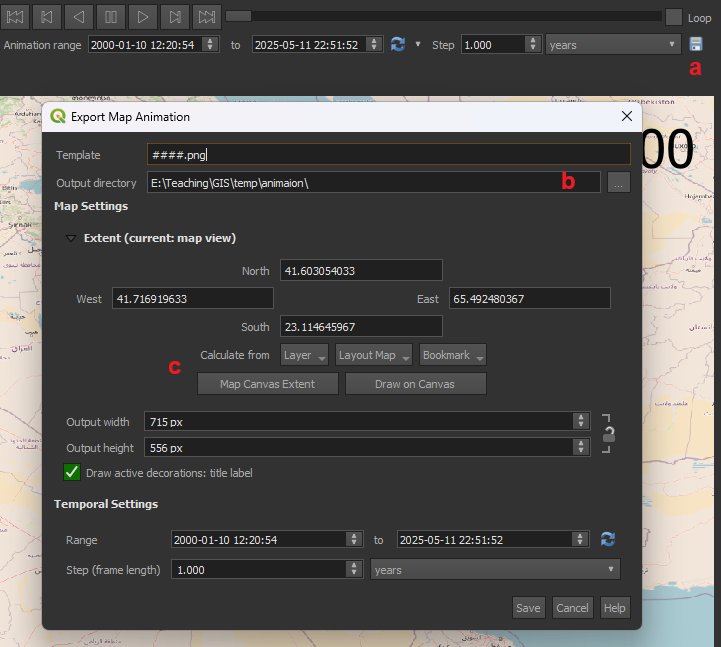 Loop
Animation range 2000-01-10 12:20:54 to 2025-05-11 22:51:52 Step 1.000 years
a
Export Map Animation
00
Template ####.png
Output directory E:\Teaching\GIS\temp\animaion\ b ...
Map Settings
Extent (current: map view)
North 41.603054033
West 41.716919633 East 65.492480367
South 23.114645967
Calculate from Layer Layout Map Bookmark
c
Map Canvas Extent Draw on Canvas
Output width 715 px
Output height 556 px
Draw active decorations: title label
Temporal Settings
Range 2000-01-10 12:20:54 to 2025-05-11 22:51:52
Step (frame length) 1.000 years
Save Cancel Help